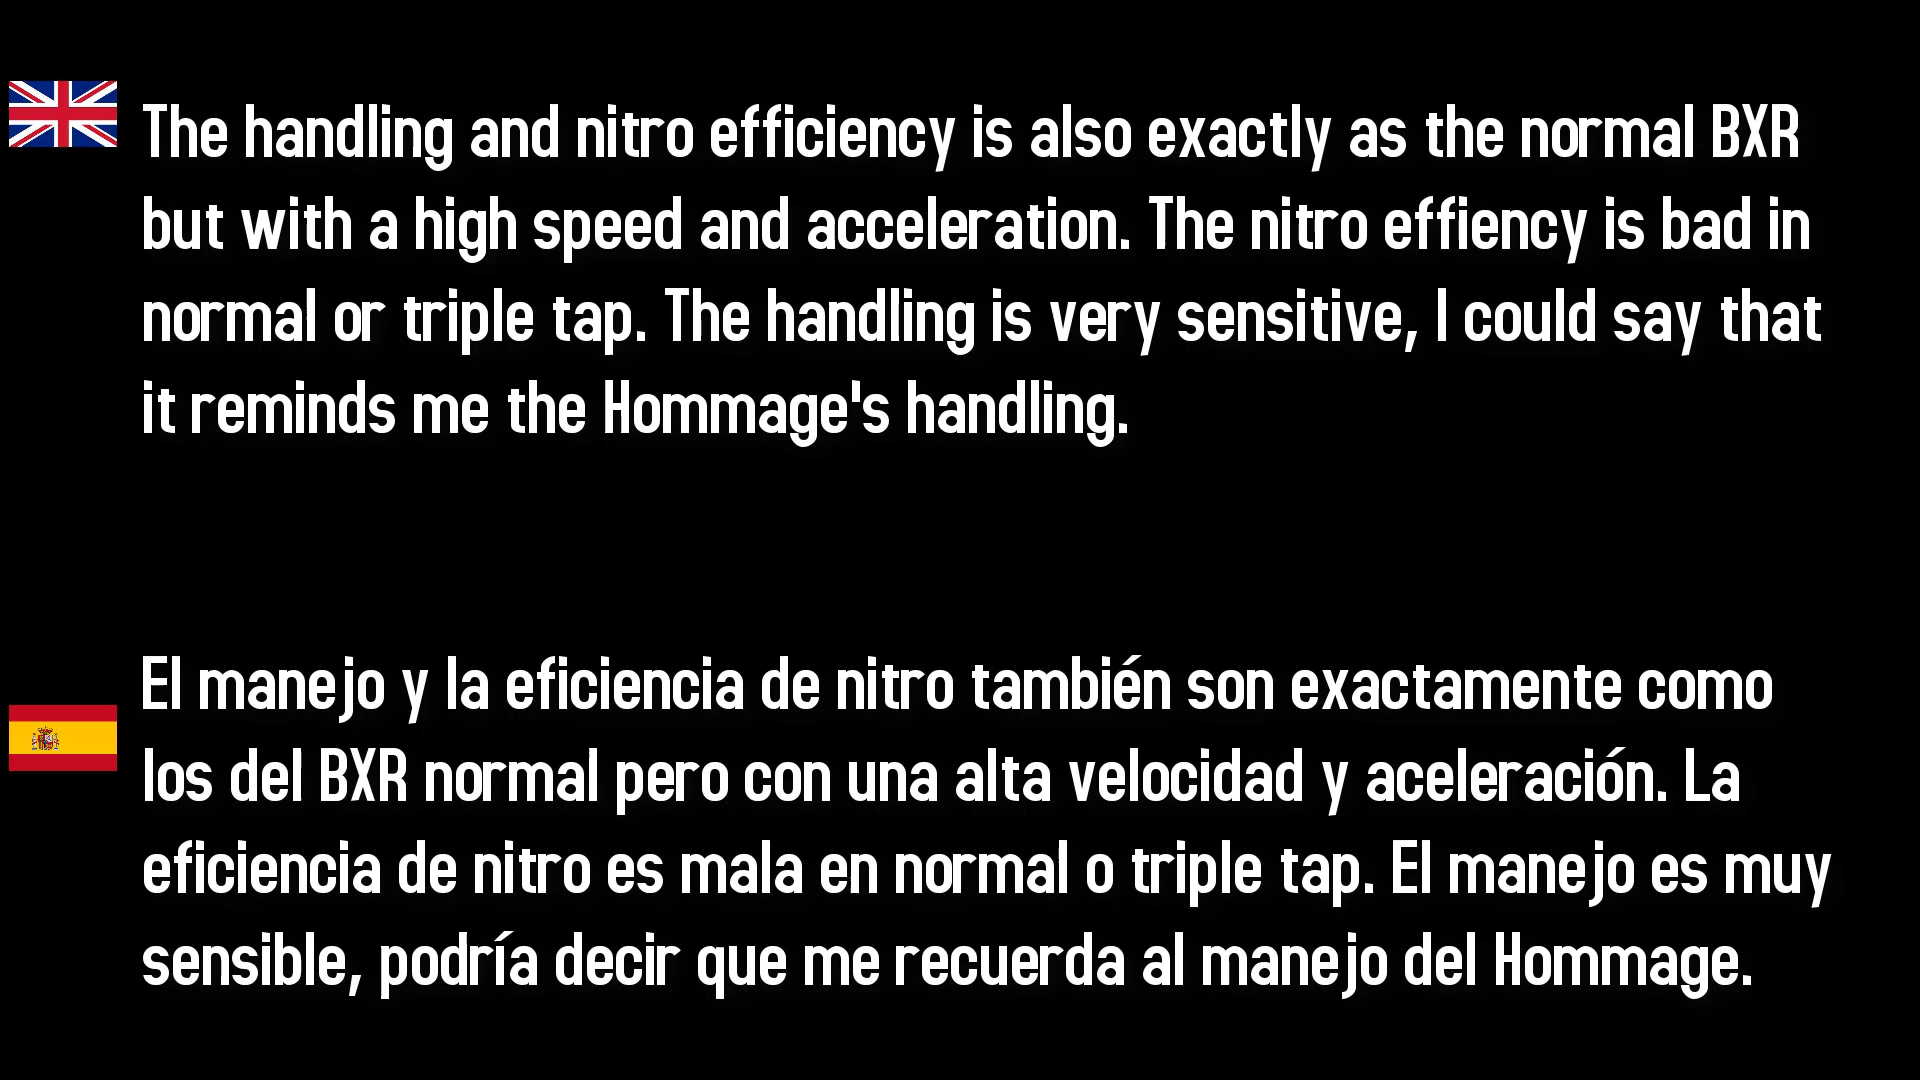 The handling and nitro efficiency is also exactly as the normal BXR
but with a high speed and acceleration. The nitro effiency is bad in
normal or triple tap. The handling is very sensitive, I could say that
it reminds me the Hommage's handling.
El manejo y la eficiencia de nitro también son exactamente como
los del BXR normal pero con una alta velocidad y aceleración. La
eficiencia de nitro es mala en normal o triple tap. El manejo es muy
sensible, podría decir que me recuerda al manejo del Hommage.